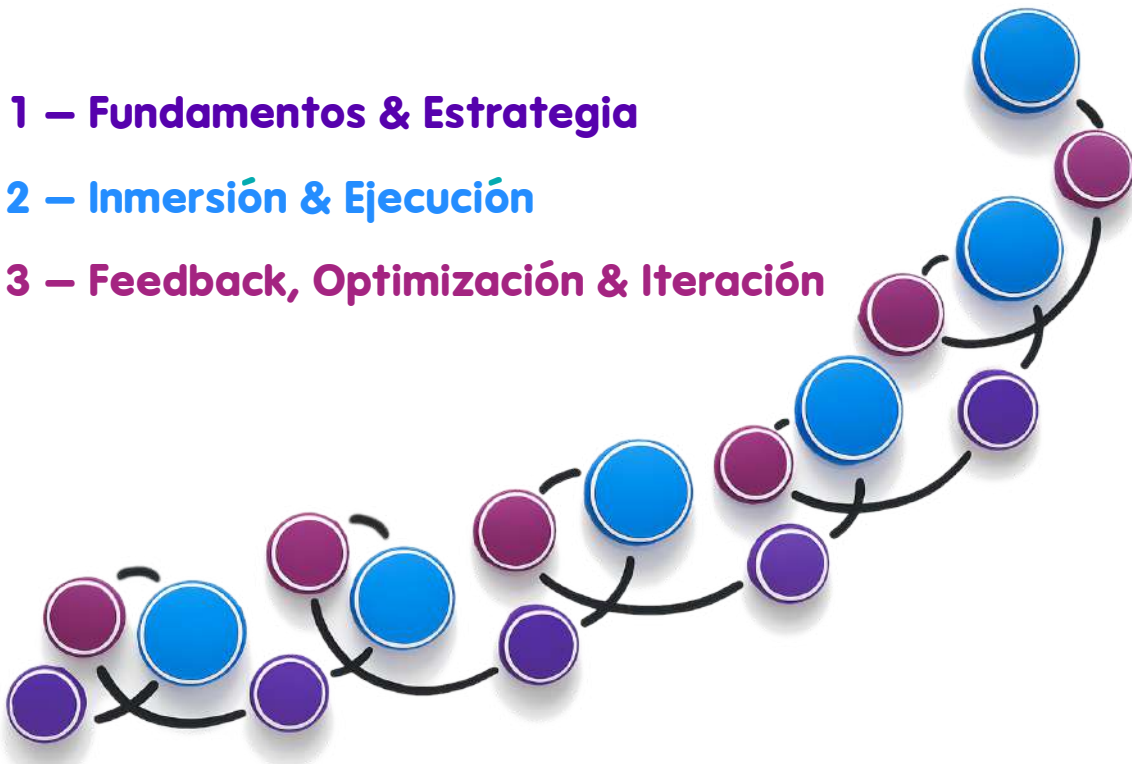 1 – Fundamentos & Estrategia
2 – Inmersión & Ejecución
3 – Feedback, Optimización & Iteración